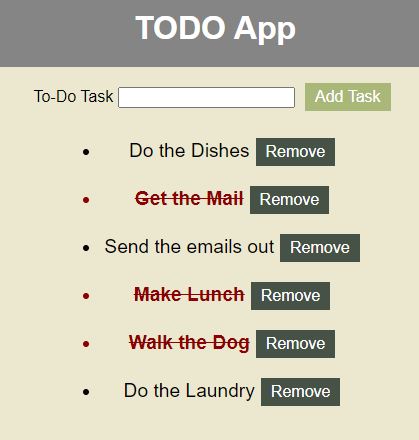 TODO App
To-Do Task Add Task
Do the Dishes Remove
Get the Mail Remove
Send the emails out Remove
Make Lunch Remove
Walk the Dog Remove
Do the Laundry Remove